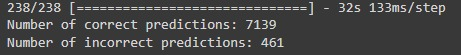 238/238 [==============================] - 32s 133ms/step
Number of correct predictions: 7139
Number of incorrect predictions: 461